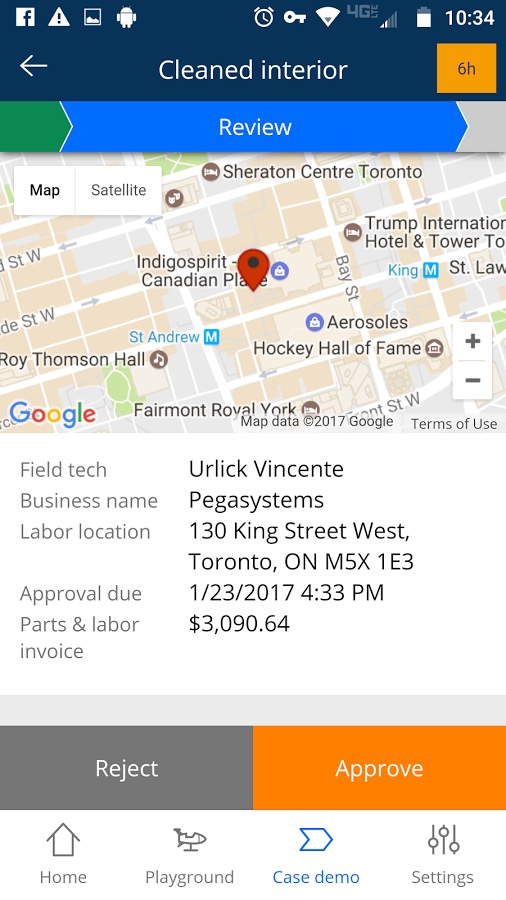 4G LTE
10:34
Cleaned interior
6h
Review
Map Satellite
Sheraton Centre Toronto
Trump Internation
Hotel & Tower To
d St W
Indigospirit -
Canadian Place
Bay St
King M
St. Law
de St W
Aerosoles
St Andrew M
Hockey Hall of Fame
Roy Thomson Hall
+
−
Google
Fairmont Royal York
ont St W
Map data ©2017 Google
Terms of Use
Field tech Urlick Vincente
Business name Pegasystems
Labor location 130 King Street West,
Toronto, ON M5X 1E3
Approval due 1/23/2017 4:33 PM
Parts & labor $3,090.64
invoice
Reject Approve
Home Playground Case demo Settings